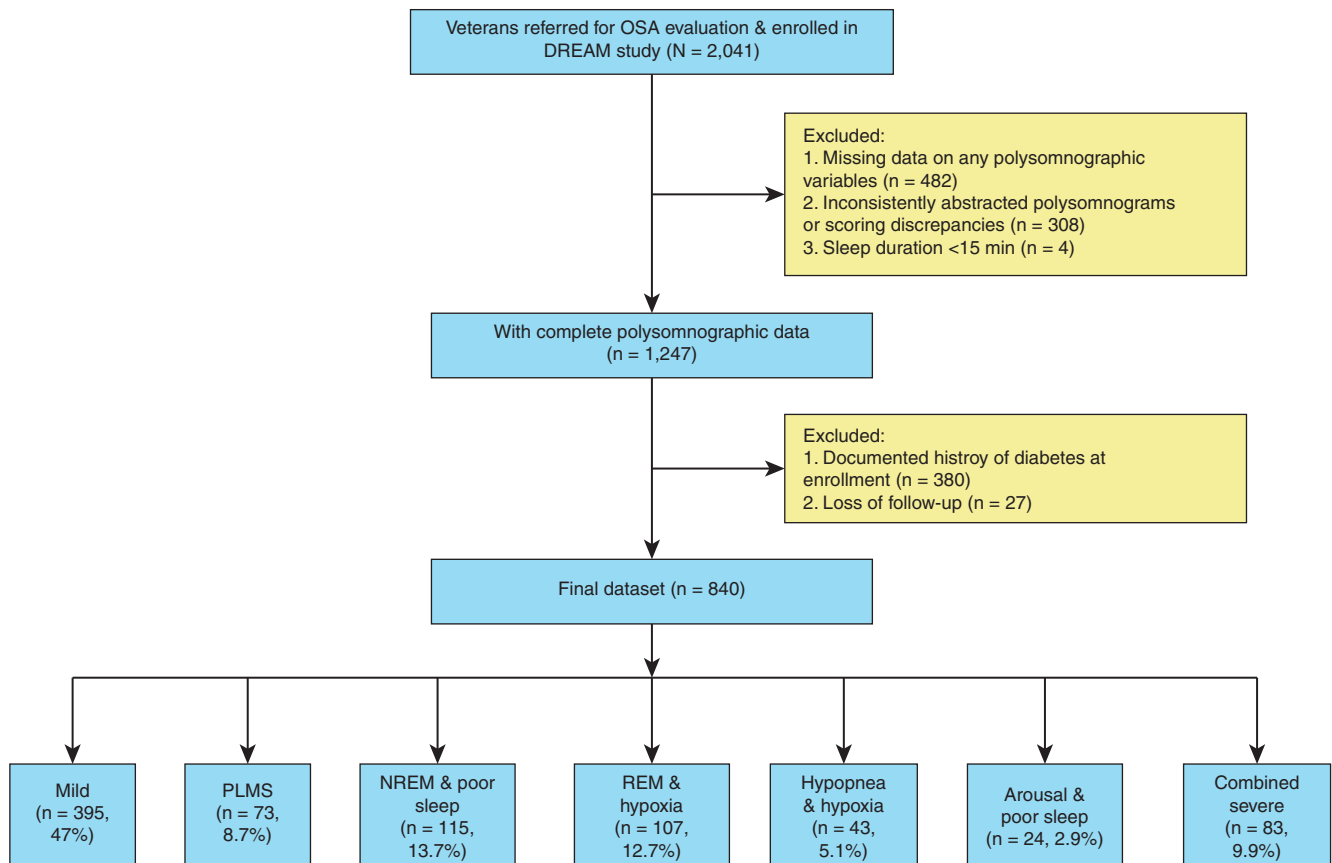 Veterans referred for OSA evaluation & enrolled in
DREAM study (N = 2,041)
Excluded:
1. Missing data on any polysomnographic
variables (n = 482)
2. Inconsistently abstracted polysomnograms
or scoring discrepancies (n = 308)
3. Sleep duration <15 min (n = 4)
With complete polysomnographic data
(n = 1,247)
Excluded:
1. Documented histroy of diabetes at
enrollment (n = 380)
2. Loss of follow-up (n = 27)
Final dataset (n = 840)
Mild
(n = 395,
47%)
PLMS
(n = 73,
8.7%)
NREM & poor
sleep
(n = 115,
13.7%)
REM &
hypoxia
(n = 107,
12.7%)
Hypopnea
& hypoxia
(n = 43,
5.1%)
Arousal &
poor sleep
(n = 24, 2.9%)
Combined
severe
(n = 83,
9.9%)